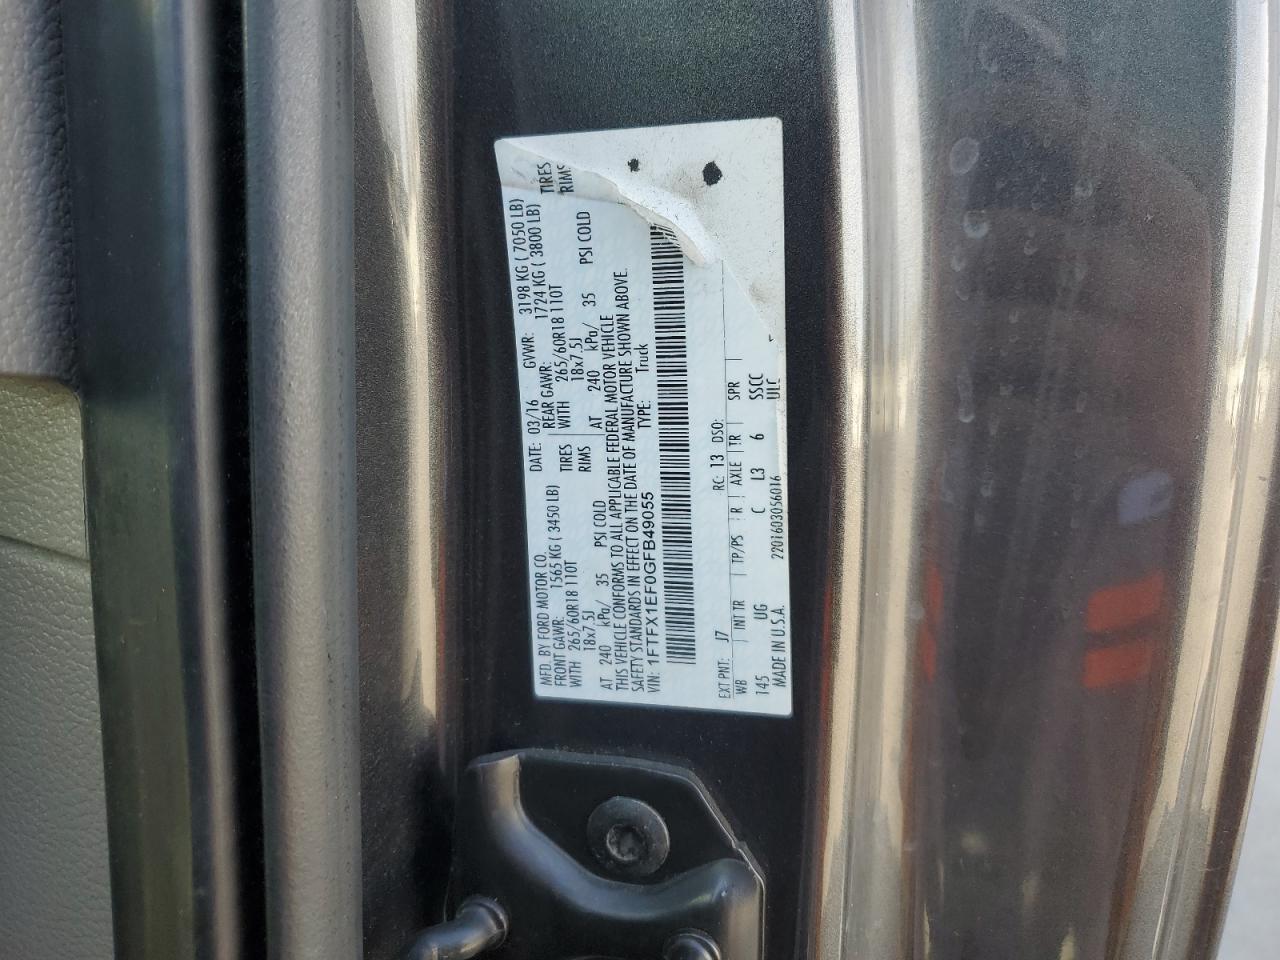 MFD. BY FORD MOTOR CO.
DATE: 03/16 GVWR: 3198 KG ( 7050 LB)
FRONT GAWR: 1565 KG ( 3450 LB) REAR GAWR: 1724 KG ( 3800 LB)
WITH 265/60R18 110T TIRES WITH 265/60R18 110T TIRES
18x7.5J RIMS 18x7.5J RIMS
AT 240 kPa/ 35 PSI COLD AT 240 kPa/ 35 PSI COLD
THIS VEHICLE CONFORMS TO ALL APPLICABLE FEDERAL MOTOR VEHICLE
SAFETY STANDARDS IN EFFECT ON THE DATE OF MANUFACTURE SHOWN ABOVE.
VIN: 1FTFX1EF0GFB49055 TYPE: Truck
EXT PNT: J7 RC: 13 DSO:
WB INT TR TP/PS R AXLE TR SPR
145 UG C L3 6 SSCC
MADE IN U.S.A. 2201603056016 ULC